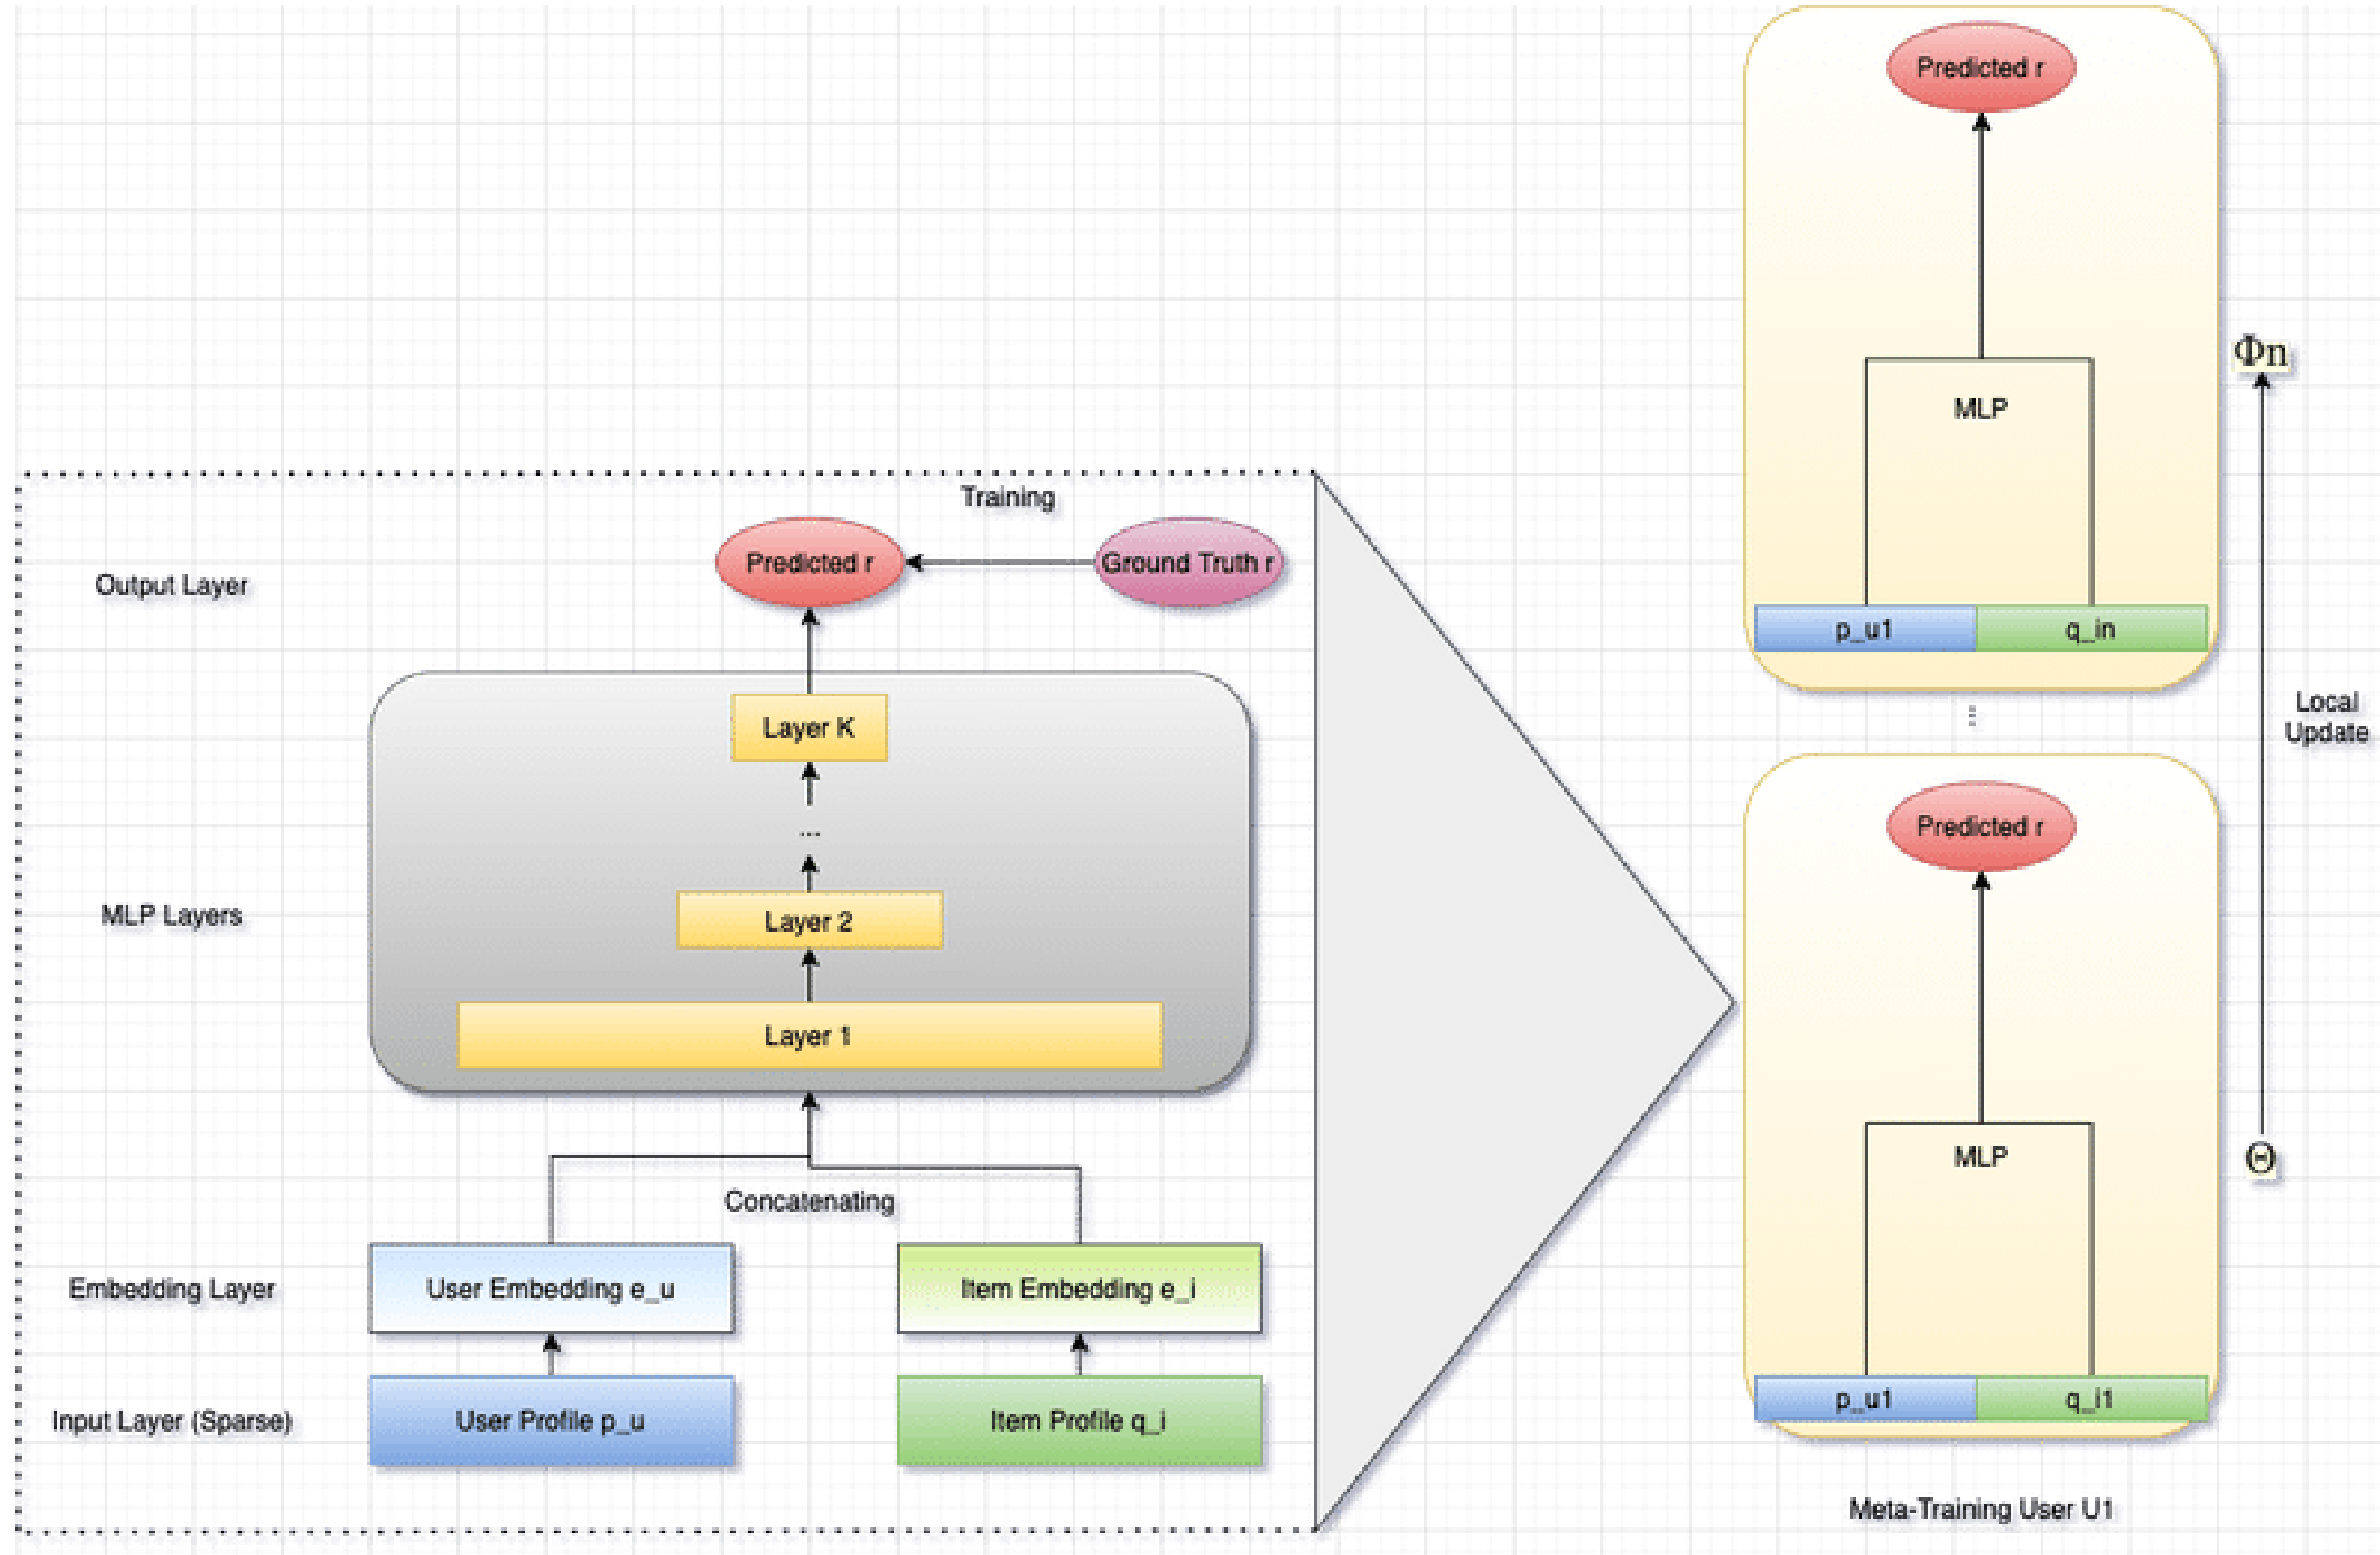 Training
Predicted r
Ground Truth r
Output Layer
Layer K
...
MLP Layers
Layer 2
Layer 1
Concatenating
Embedding Layer
User Embedding e_u
Item Embedding e_i
Input Layer (Sparse)
User Profile p_u
Item Profile q_i
Predicted r
MLP
p_u1
q_in
Φn
...
Local
Update
Predicted r
MLP
Θ
p_u1
q_i1
Meta-Training User U1